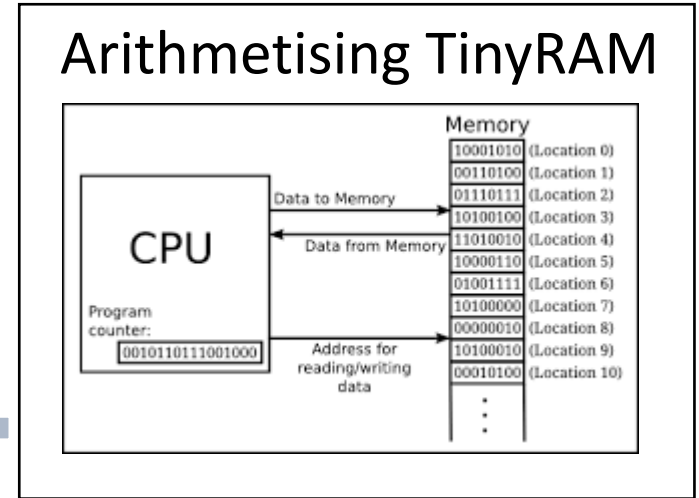 Arithmetising TinyRAM
Memory
10001010 (Location 0)
00110100 (Location 1)
01110111 (Location 2)
10100100 (Location 3)
11010010 (Location 4)
10000110 (Location 5)
01001111 (Location 6)
10100000 (Location 7)
00000010 (Location 8)
10100010 (Location 9)
00010100 (Location 10)
Data to Memory
Data from Memory
CPU
Program
counter:
0010110111001000
Address for
reading/writing
data